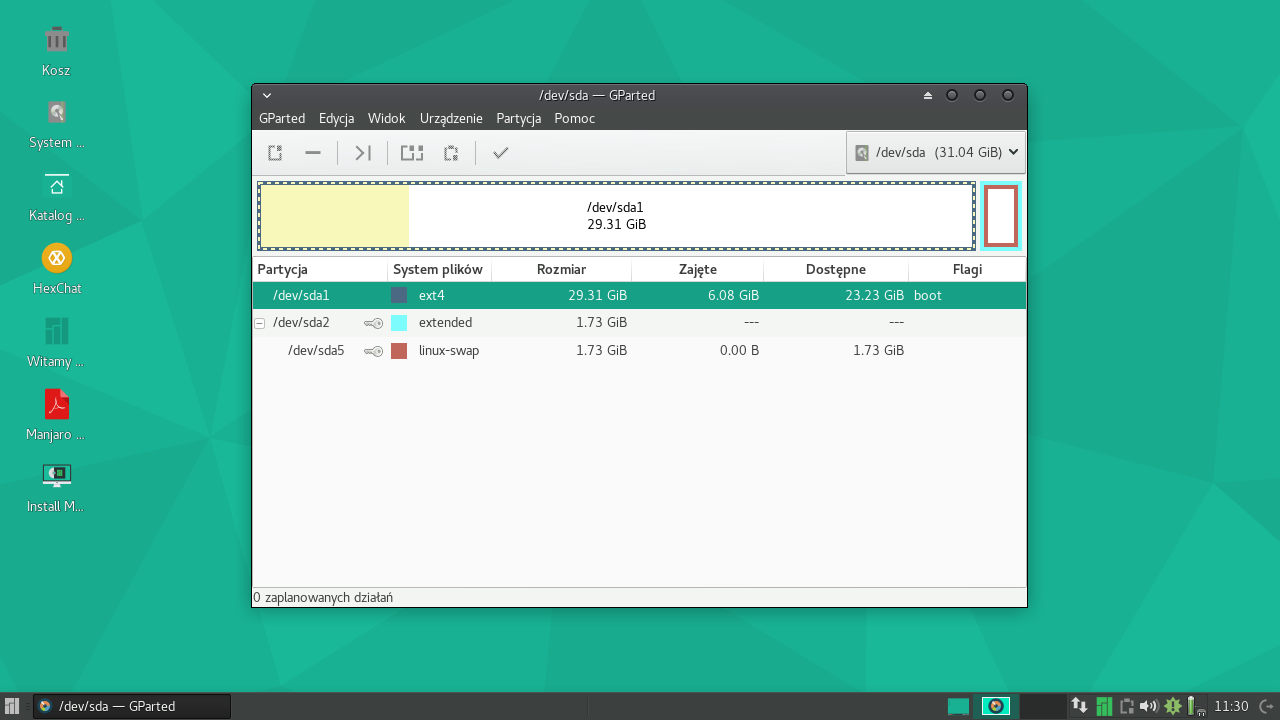 Kosz
System ...
Katalog ...
HexChat
Witamy ...
Manjaro ...
Install M...
/dev/sda — GParted
GParted Edycja Widok Urządzenie Partycja Pomoc
/dev/sda (31.04 GiB)
/dev/sda1
29.31 GiB
Partycja System plików Rozmiar Zajęte Dostępne Flagi
/dev/sda1 ext4 29.31 GiB 6.08 GiB 23.23 GiB boot
/dev/sda2 extended 1.73 GiB --- ---
/dev/sda5 linux-swap 1.73 GiB 0.00 B 1.73 GiB
0 zaplanowanych działań
/dev/sda — GParted
11:30